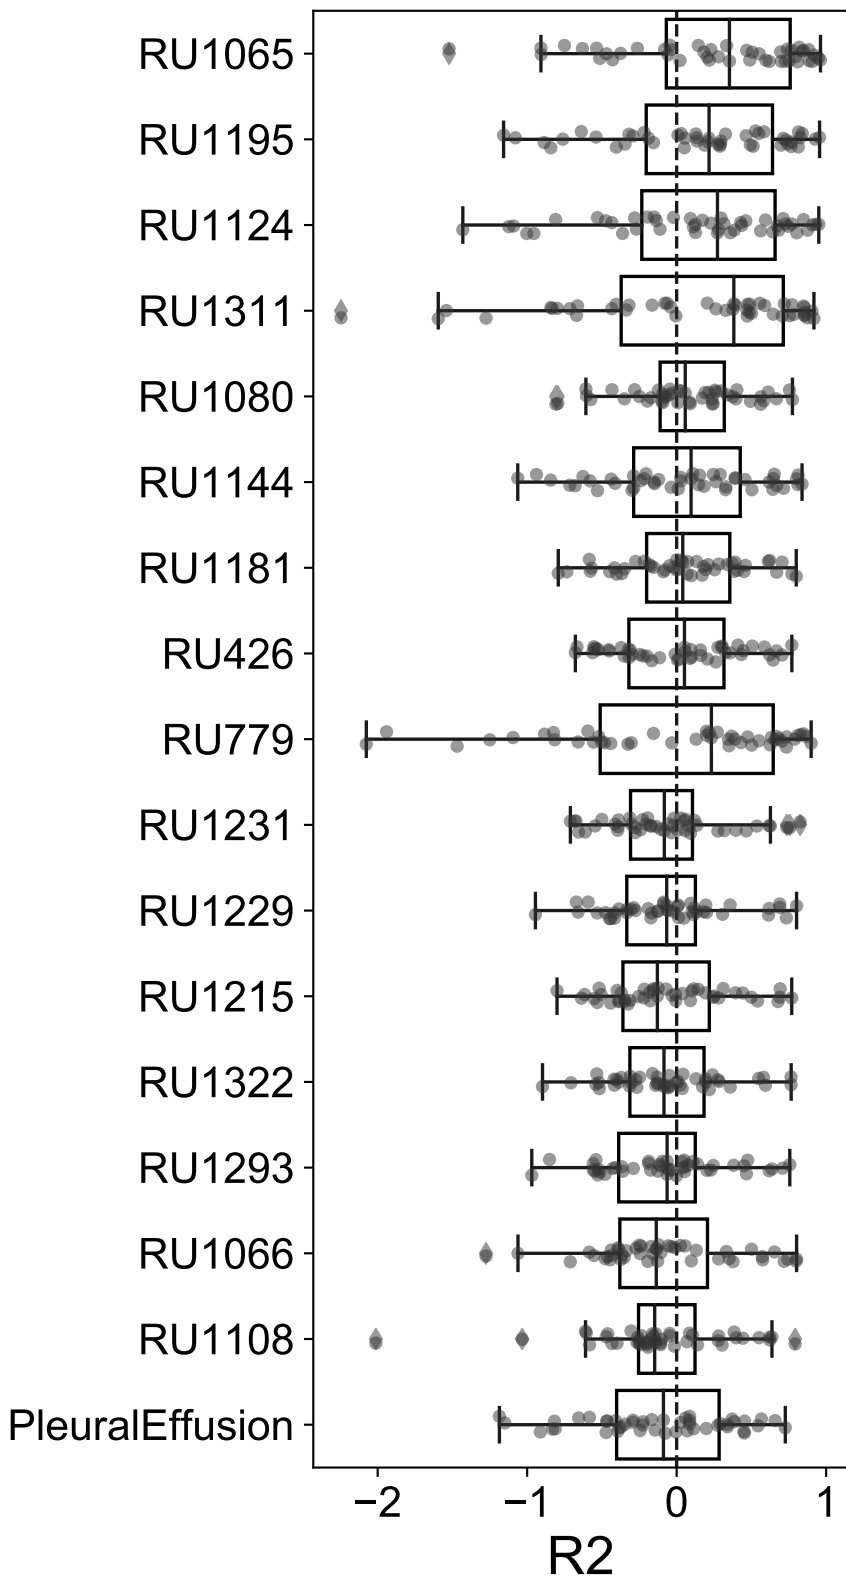 RU1065
RU1195
RU1124
RU1311
RU1080
RU1144
RU1181
RU426
RU779
RU1231
RU1229
RU1215
RU1322
RU1293
RU1066
RU1108
PleuralEffusion
−2 −1 0 1
R2